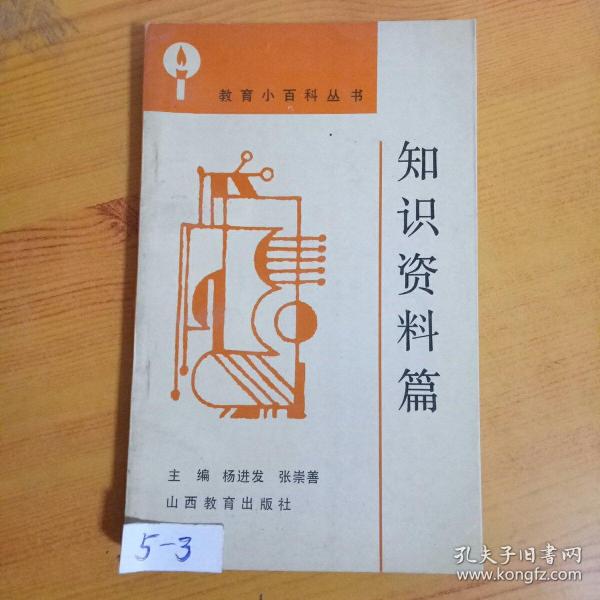 教育小百科丛书
知识资料篇
主 编 杨进发 张崇善
山西教育出版社
5-3
孔夫子旧书网
www.kongfz.com